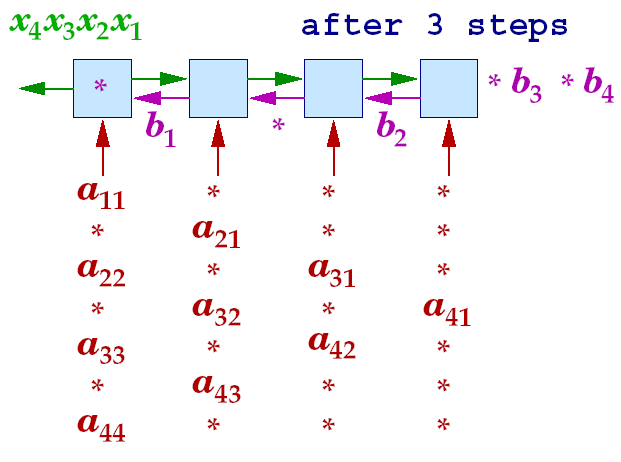 x₄x₃x₂x₁ after 3 steps
* * b₃ * b₄
b₁ * b₂
a₁₁ * * *
* a₂₁ * *
a₂₂ * a₃₁ *
* a₃₂ * a₄₁
a₃₃ * a₄₂ *
* a₄₃ * *
a₄₄ * * *